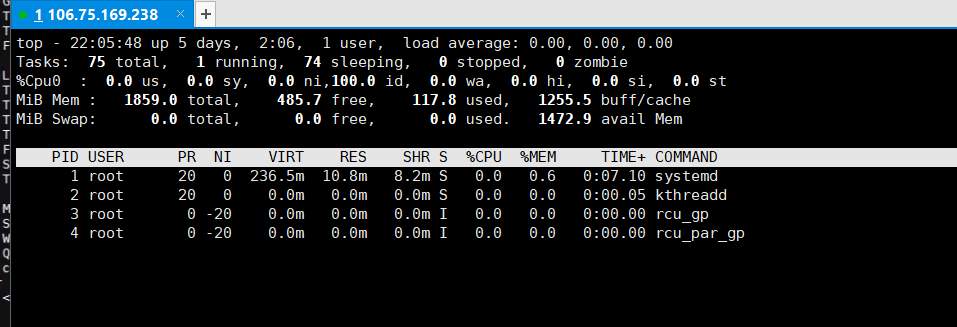 1 106.75.169.238 × +
top - 22:05:48 up 5 days,  2:06,  1 user,  load average: 0.00, 0.00, 0.00
Tasks:  75 total,   1 running,  74 sleeping,   0 stopped,   0 zombie
%Cpu0  :  0.0 us,  0.0 sy,  0.0 ni,100.0 id,  0.0 wa,  0.0 hi,  0.0 si,  0.0 st
MiB Mem :   1859.0 total,    485.7 free,    117.8 used,   1255.5 buff/cache
MiB Swap:      0.0 total,      0.0 free,      0.0 used.   1472.9 avail Mem
PID USER      PR  NI    VIRT    RES    SHR S  %CPU  %MEM     TIME+ COMMAND
1 root      20   0  236.5m  10.8m   8.2m S   0.0   0.6   0:07.10 systemd
2 root      20   0    0.0m   0.0m   0.0m S   0.0   0.0   0:00.05 kthreadd
3 root       0 -20    0.0m   0.0m   0.0m I   0.0   0.0   0:00.00 rcu_gp
4 root       0 -20    0.0m   0.0m   0.0m I   0.0   0.0   0:00.00 rcu_par_gp